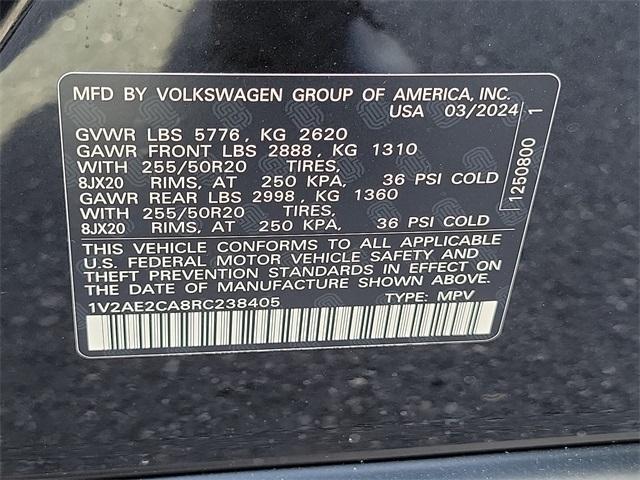 MFD BY VOLKSWAGEN GROUP OF AMERICA, INC.
USA 03/2024
GVWR LBS 5776, KG 2620
GAWR FRONT LBS 2888, KG 1310
WITH 255/50R20 TIRES,
8JX20 RIMS, AT 250 KPA, 36 PSI COLD
GAWR REAR LBS 2998, KG 1360
WITH 255/50R20 TIRES,
8JX20 RIMS, AT 250 KPA, 36 PSI COLD
THIS VEHICLE CONFORMS TO ALL APPLICABLE
U.S. FEDERAL MOTOR VEHICLE SAFETY AND
THEFT PREVENTION STANDARDS IN EFFECT ON
THE DATE OF MANUFACTURE SHOWN ABOVE.
1V2AE2CA8RC238405 TYPE: MPV
1250800 1